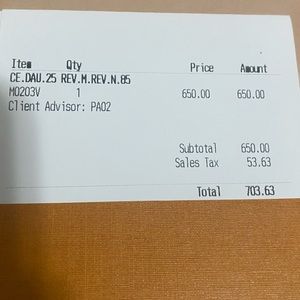 Item Qty Price Amount
CE.DAU.25 REV.M.REV.N.85
M0203V 1 650.00 650.00
Client Advisor: PA02
Subtotal 650.00
Sales Tax 53.63
Total 703.63